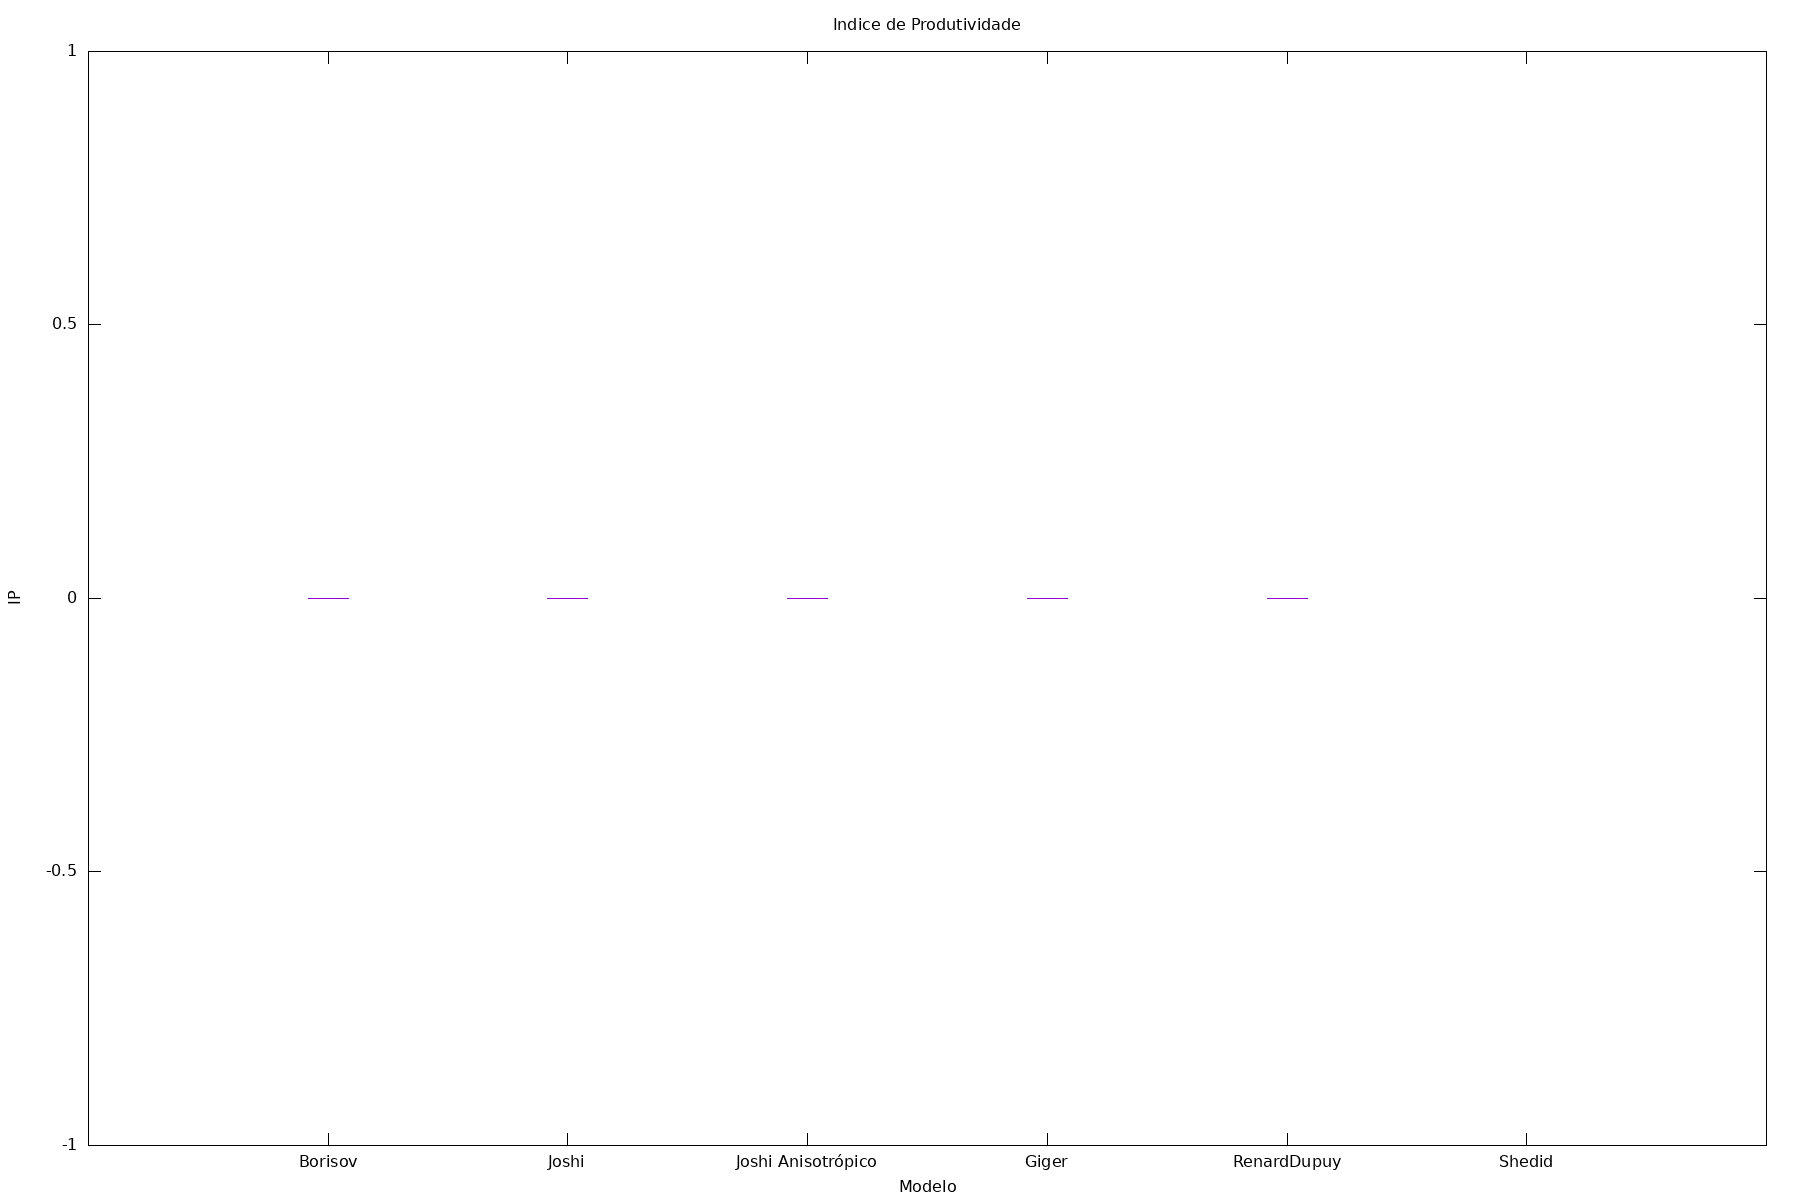 Indice de Produtividade
1
0.5
0
-0.5
-1
IP
Borisov Joshi Joshi Anisotrópico Giger RenardDupuy Shedid
Modelo